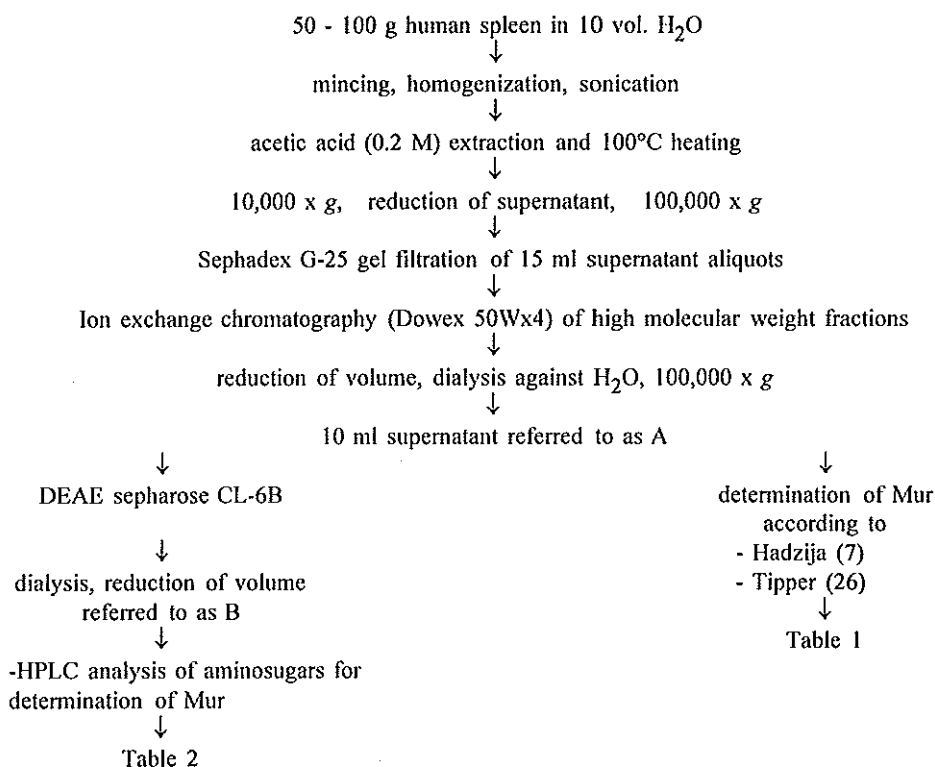 50 - 100 g human spleen in 10 vol. H₂O
↓
mincing, homogenization, sonication
↓
acetic acid (0.2 M) extraction and 100°C heating
↓
10,000 x g, reduction of supernatant, 100,000 x g
↓
Sephadex G-25 gel filtration of 15 ml supernatant aliquots
↓
Ion exchange chromatography (Dowex 50Wx4) of high molecular weight fractions
↓
reduction of volume, dialysis against H₂O, 100,000 x g
↓
10 ml supernatant referred to as A
↓
DEAE sepharose CL-6B
↓
dialysis, reduction of volume
referred to as B
↓
-HPLC analysis of aminosugars for
determination of Mur
↓
Table 2
↓
determination of Mur
according to
- Hadzija (7)
- Tipper (26)
↓
Table 1